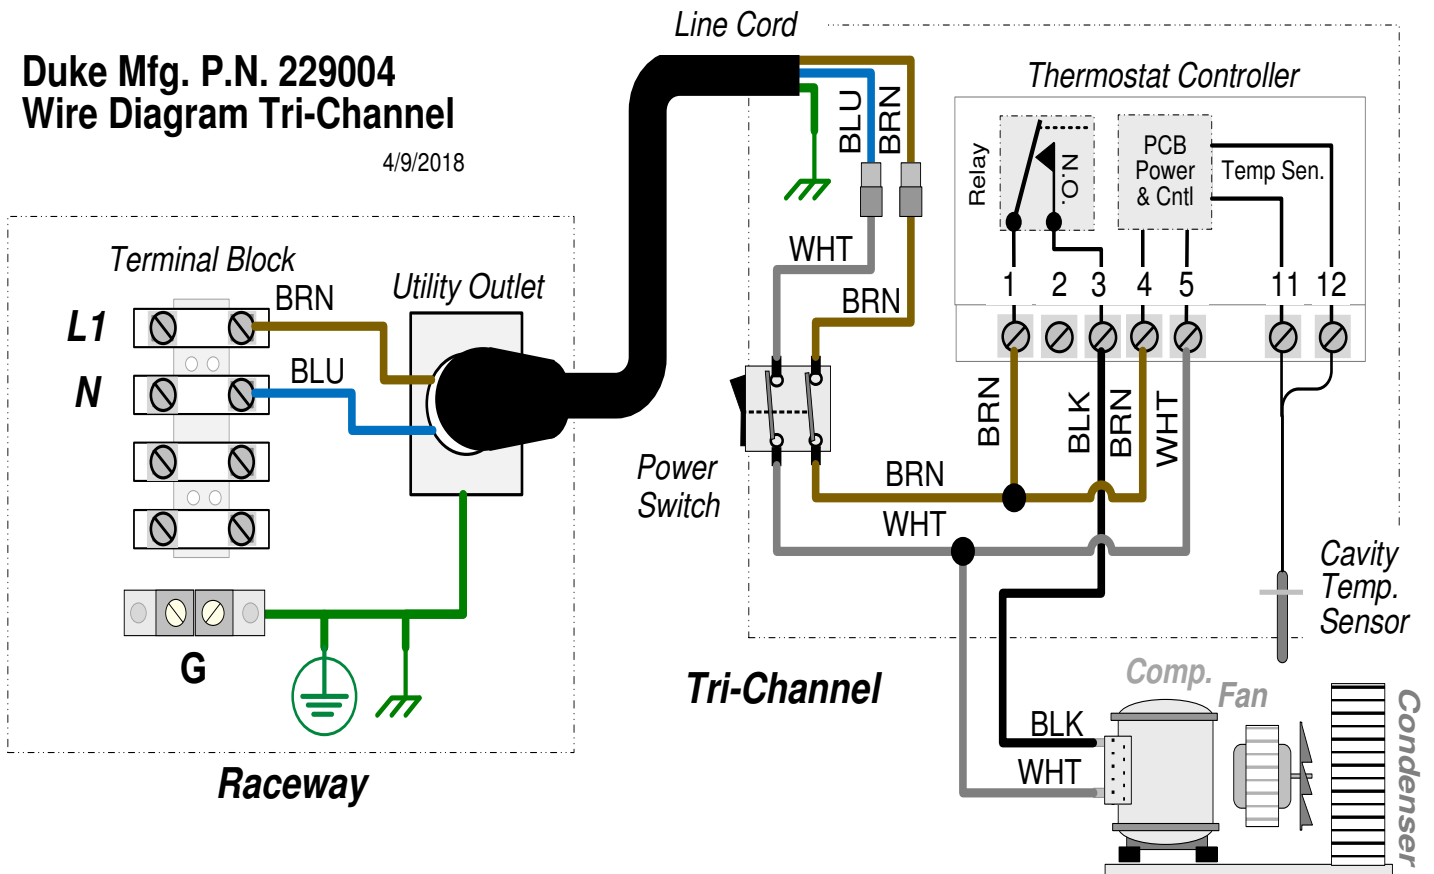 Duke Mfg. P.N. 229004
Wire Diagram Tri-Channel
4/9/2018
Line Cord
Thermostat Controller
BLU
BRN
Relay
N.O.
PCB
Power
& Cntl
Temp Sen.
WHT
BRN
1
2
3
4
5
11
12
Terminal Block
BRN
Utility Outlet
L1
BLU
N
G
Raceway
Power
Switch
BRN
WHT
BRN
BLK
BRN
WHT
Cavity
Temp.
Sensor
Tri-Channel
Comp.
Fan
Condenser
BLK
WHT